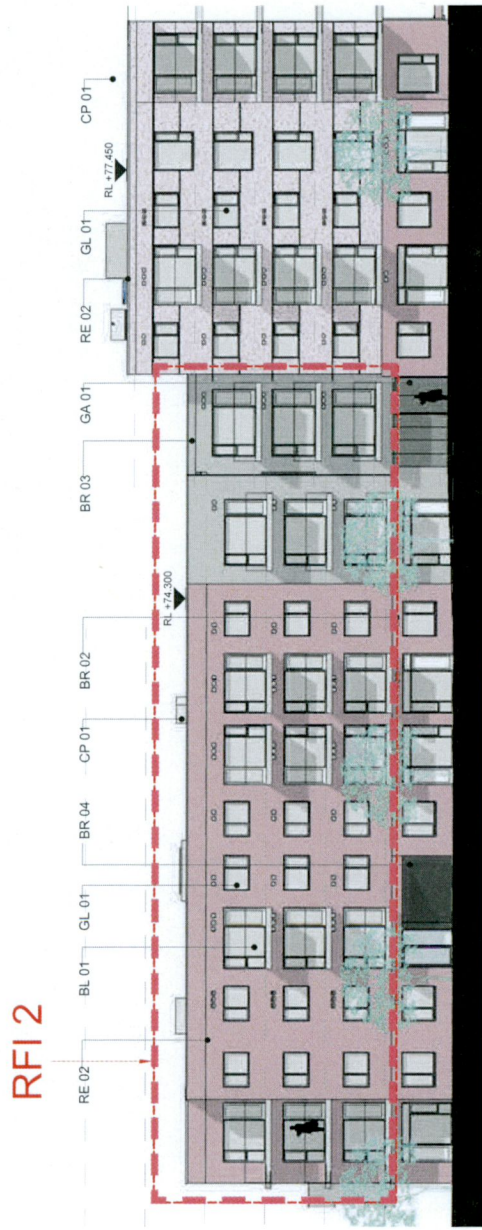 RFI 2
RE 02
BL 01
GL 01
BR 04
CP 01
BR 02
RL +74.300
BR 03
GA 01
RE 02
GL 01
RL +77.450
CP 01